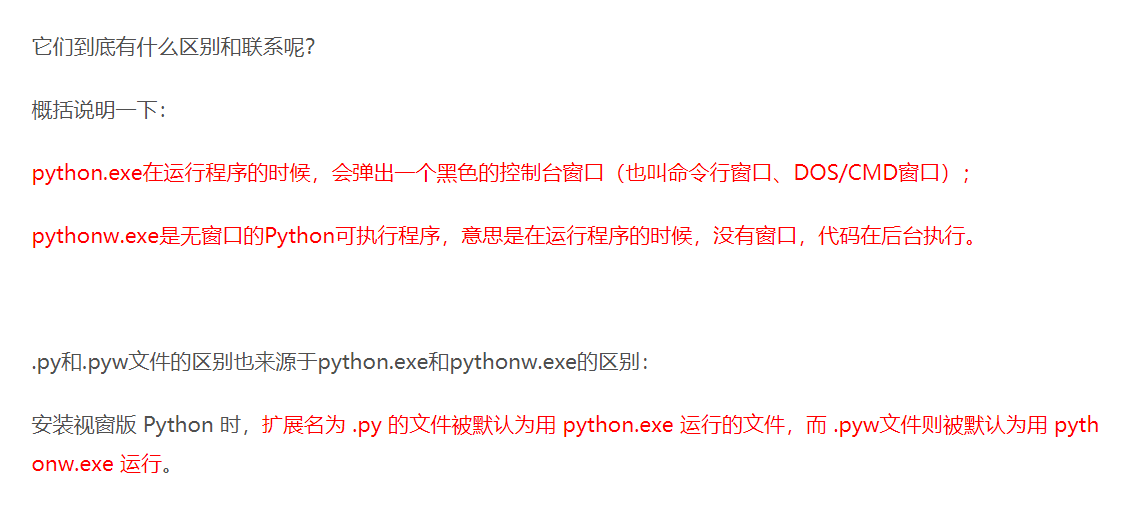 它们到底有什么区别和联系呢？
概括说明一下：
python.exe在运行程序的时候，会弹出一个黑色的控制台窗口（也叫命令行窗口、DOS/CMD窗口）；
pythonw.exe是无窗口的Python可执行程序，意思是在运行程序的时候，没有窗口，代码在后台执行。
.py和.pyw文件的区别也来源于python.exe和pythonw.exe的区别：
安装视窗版 Python 时，扩展名为 .py 的文件被默认为用 python.exe 运行的文件，而 .pyw文件则被默认为用 pyth
onw.exe 运行。